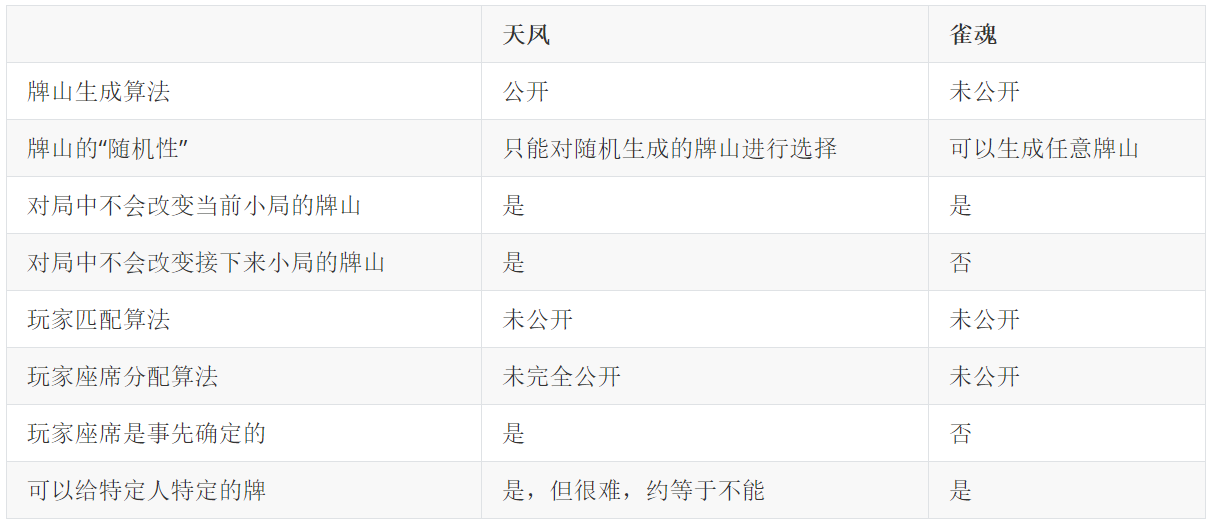 天凤 雀魂
牌山生成算法 公开 未公开
牌山的“随机性” 只能对随机生成的牌山进行选择 可以生成任意牌山
对局中不会改变当前小局的牌山 是 是
对局中不会改变接下来小局的牌山 是 否
玩家匹配算法 未公开 未公开
玩家座席分配算法 未完全公开 未公开
玩家座席是事先确定的 是 否
可以给特定人特定的牌 是，但很难，约等于不能 是